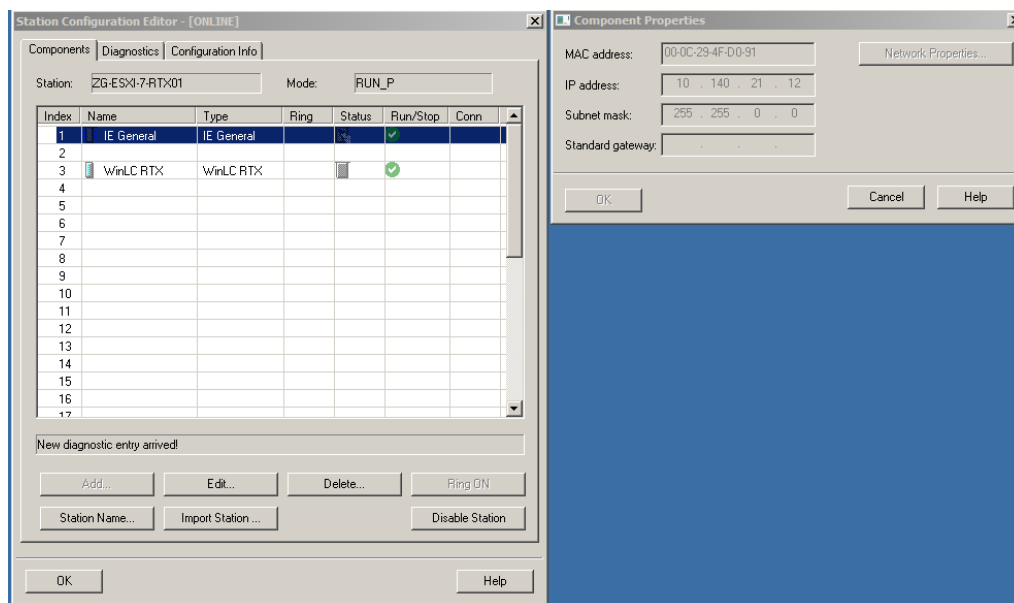 Station Configuration Editor - [ONLINE]
Components Diagnostics Configuration Info
Station: ZG-ESXI-7-RTX01 Mode: RUN_P
Index Name Type Ring Status Run/Stop Conn
1 IE General IE General
2
3 WinLC RTX WinLC RTX
4
5
6
7
8
9
10
11
12
13
14
15
16
17
New diagnostic entry arrived!
Add... Edit... Delete... Ring ON
Station Name... Import Station ... Disable Station
OK Help
Component Properties
MAC address: 00-0C-29-4F-D0-91 Network Properties...
IP address: 10 . 140 . 21 . 12
Subnet mask: 255 . 255 . 0 . 0
Standard gateway: . . .
OK Cancel Help